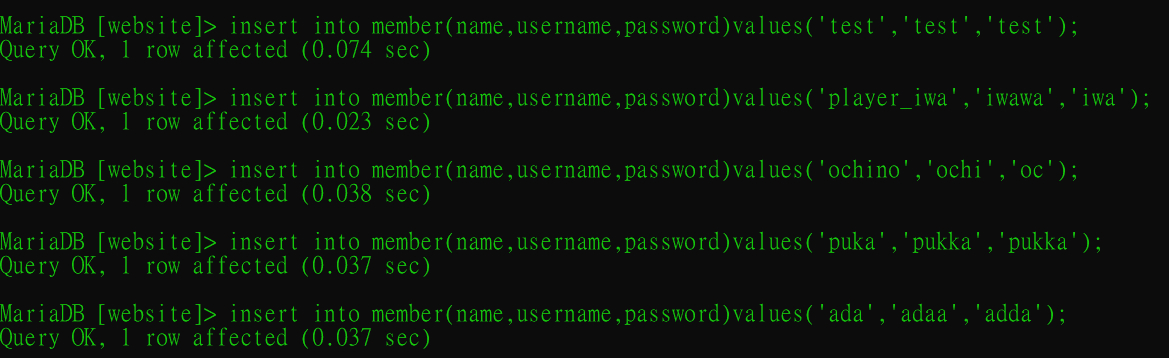 MariaDB [website]> insert into member(name,username,password)values('test','test','test');
Query OK, 1 row affected (0.074 sec)
MariaDB [website]> insert into member(name,username,password)values('player_iwa','iwawa','iwa');
Query OK, 1 row affected (0.023 sec)
MariaDB [website]> insert into member(name,username,password)values('ochino','ochi','oc');
Query OK, 1 row affected (0.038 sec)
MariaDB [website]> insert into member(name,username,password)values('puka','pukka','pukka');
Query OK, 1 row affected (0.037 sec)
MariaDB [website]> insert into member(name,username,password)values('ada','adaa','adda');
Query OK, 1 row affected (0.037 sec)